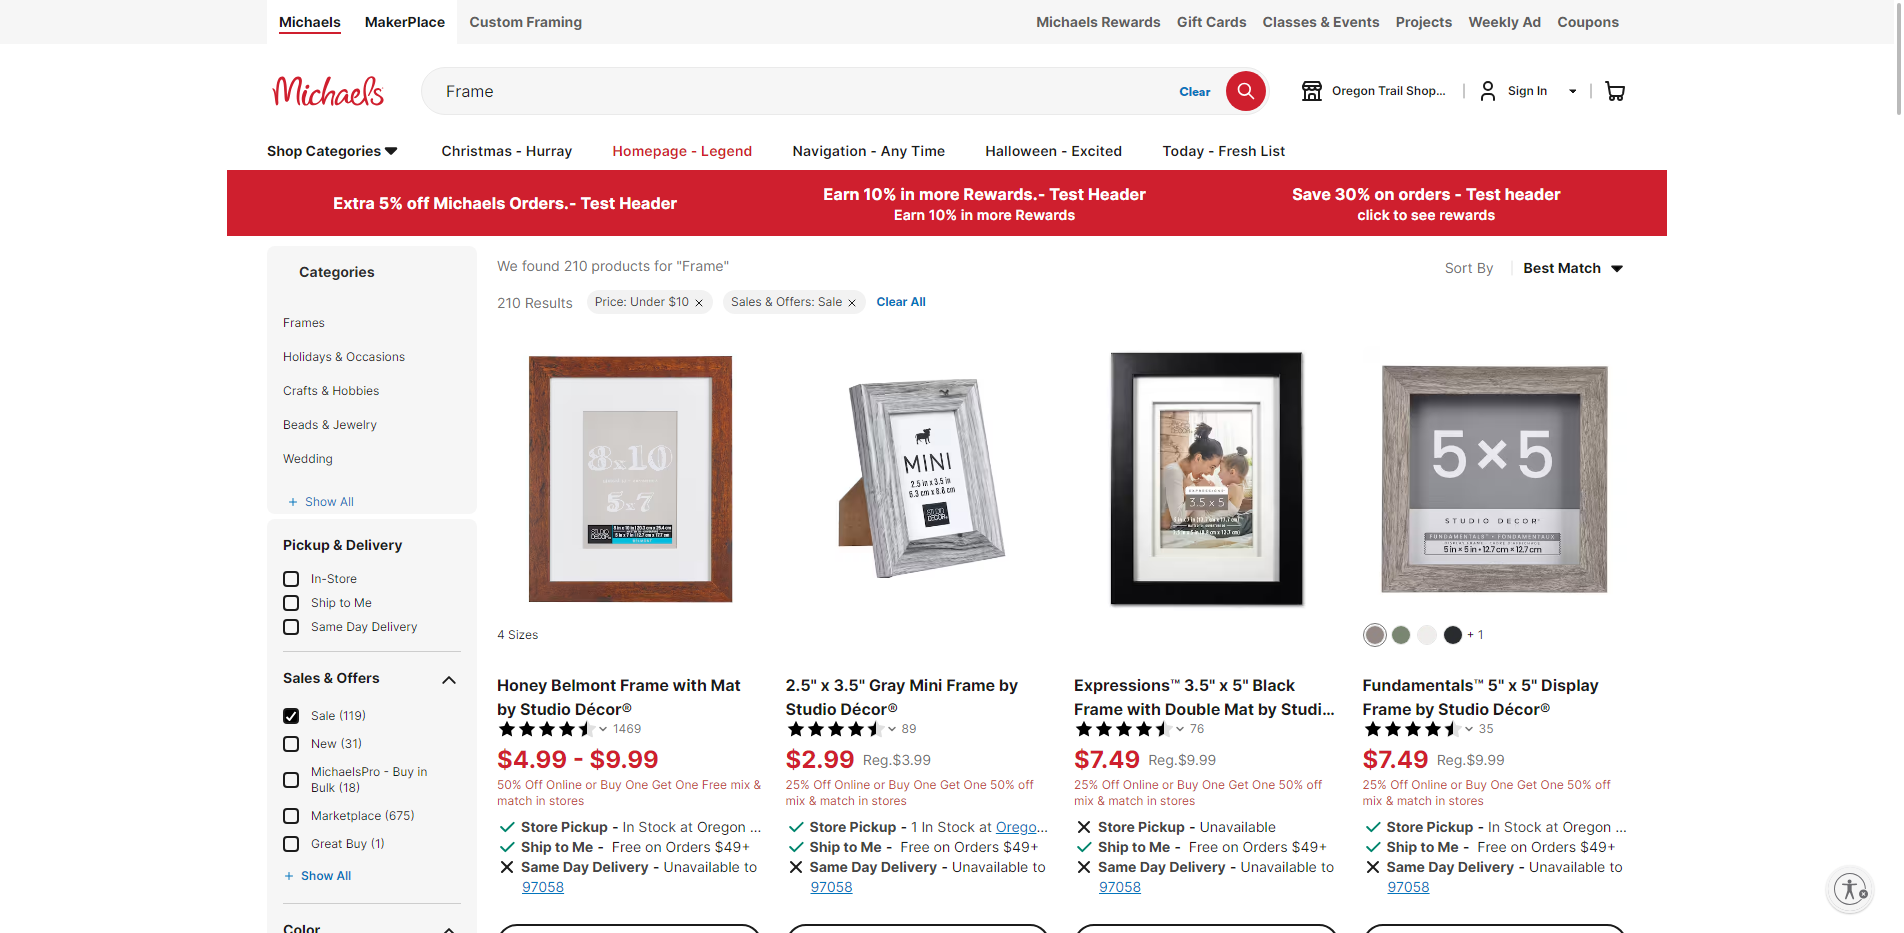 Michaels MakerPlace Custom Framing Michaels Rewards Gift Cards Classes & Events Projects Weekly Ad Coupons
Michaels Frame Clear Oregon Trail Shop... Sign In
Shop Categories Christmas - Hurray Homepage - Legend Navigation - Any Time Halloween - Excited Today - Fresh List
Extra 5% off Michaels Orders.- Test Header
Earn 10% in more Rewards.- Test Header
Earn 10% in more Rewards
Save 30% on orders - Test header
click to see rewards
Categories
Frames
Holidays & Occasions
Crafts & Hobbies
Beads & Jewelry
Wedding
+ Show All
Pickup & Delivery
In-Store
Ship to Me
Same Day Delivery
Sales & Offers
Sale (119)
New (31)
MichaelsPro - Buy in
Bulk (18)
Marketplace (675)
Great Buy (1)
+ Show All
Color
We found 210 products for "Frame"
Sort By Best Match
210 Results Price: Under $10 Sales & Offers: Sale Clear All
8x10
5x7
STUDIO DÉCOR
4 Sizes
Honey Belmont Frame with Mat
by Studio Décor®
1469
$4.99 - $9.99
50% Off Online or Buy One Get One Free mix &
match in stores
Store Pickup - In Stock at Oregon ...
Ship to Me - Free on Orders $49+
Same Day Delivery - Unavailable to
97058
MINI
2.5 in x 3.5 in
6.3 cm x 8.8 cm
STUDIO DÉCOR
2.5" x 3.5" Gray Mini Frame by
Studio Décor®
89
$2.99 Reg.$3.99
25% Off Online or Buy One Get One 50% off
mix & match in stores
Store Pickup - 1 In Stock at Orego...
Ship to Me - Free on Orders $49+
Same Day Delivery - Unavailable to
97058
EXPRESSIONS
3.5 x 5
Expressions™ 3.5" x 5" Black
Frame with Double Mat by Studi...
76
$7.49 Reg.$9.99
25% Off Online or Buy One Get One 50% off
mix & match in stores
Store Pickup - Unavailable
Ship to Me - Free on Orders $49+
Same Day Delivery - Unavailable to
97058
5×5
STUDIO DECOR®
FUNDAMENTALS • FONDAMENTAUX
5 in × 5 in • 12.7 cm × 12.7 cm
+ 1
Fundamentals™ 5" x 5" Display
Frame by Studio Décor®
35
$7.49 Reg.$9.99
25% Off Online or Buy One Get One 50% off
mix & match in stores
Store Pickup - In Stock at Oregon ...
Ship to Me - Free on Orders $49+
Same Day Delivery - Unavailable to
97058